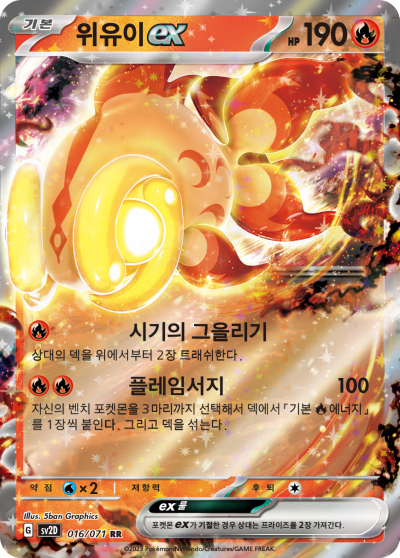 기본 위유이 ex HP 190
시기의 그을리기
상대의 덱을 위에서부터 2장 트래쉬한다.
플레임서지 100
자신의 벤치 포켓몬을 3마리까지 선택해서 덱에서 「기본 에너지」
를 1장씩 붙인다. 그리고 덱을 섞는다.
약점 ×2 저항력 후퇴
Illus. 5ban Graphics
ex 룰
포켓몬 ex가 기절한 경우 상대는 프라이즈를 2장 가져간다.
G sv2D 016/071 RR
©2023 Pokémon/Nintendo/Creatures/GAME FREAK.